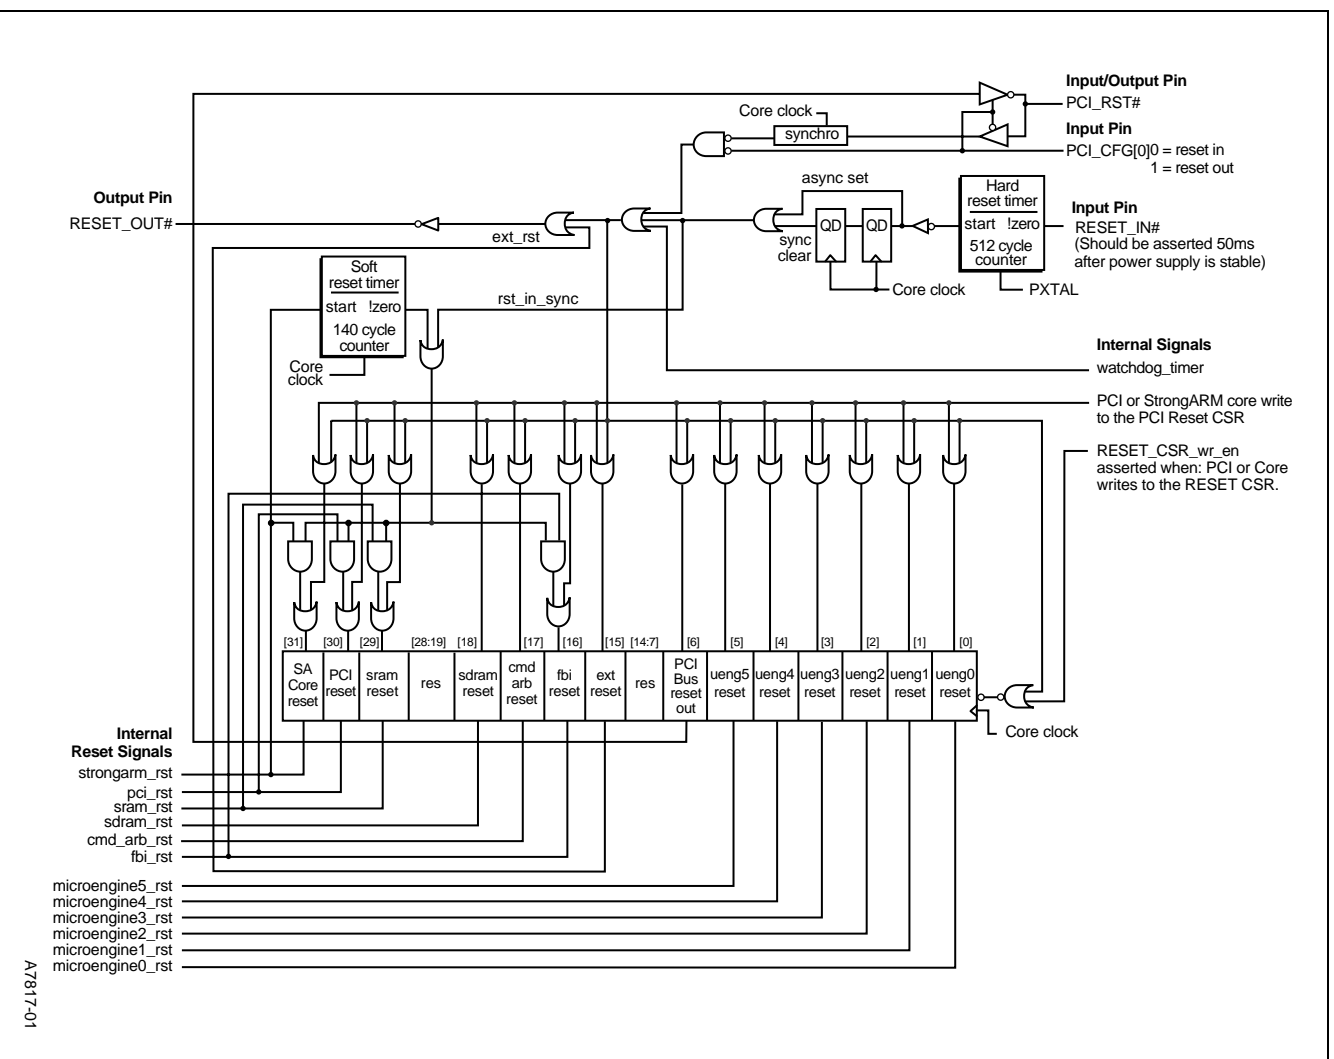 Input/Output Pin
PCI_RST#
Core clock
synchro
Input Pin
PCI_CFG[0]0 = reset in
1 = reset out
async set
Hard
reset timer
start !zero
512 cycle
counter
Input Pin
RESET_IN#
(Should be asserted 50ms
after power supply is stable)
Output Pin
RESET_OUT#
ext_rst
sync
clear
QD
QD
Core clock
PXTAL
Soft
reset timer
start !zero
140 cycle
counter
Core
clock
rst_in_sync
Internal Signals
watchdog_timer
PCI or StrongARM core write
to the PCI Reset CSR
RESET_CSR_wr_en
asserted when: PCI or Core
writes to the RESET CSR.
[31] [30] [29] [28:19] [18] [17] [16] [15] [14:7] [6] [5] [4] [3] [2] [1] [0]
SA
Core
reset
PCI
reset
sram
reset
res
sdram
reset
cmd
arb
reset
fbi
reset
ext
reset
res
PCI
Bus
reset
out
ueng5
reset
ueng4
reset
ueng3
reset
ueng2
reset
ueng1
reset
ueng0
reset
Core clock
Internal
Reset Signals
strongarm_rst
pci_rst
sram_rst
sdram_rst
cmd_arb_rst
fbi_rst
microengine5_rst
microengine4_rst
microengine3_rst
microengine2_rst
microengine1_rst
microengine0_rst
A7817-01